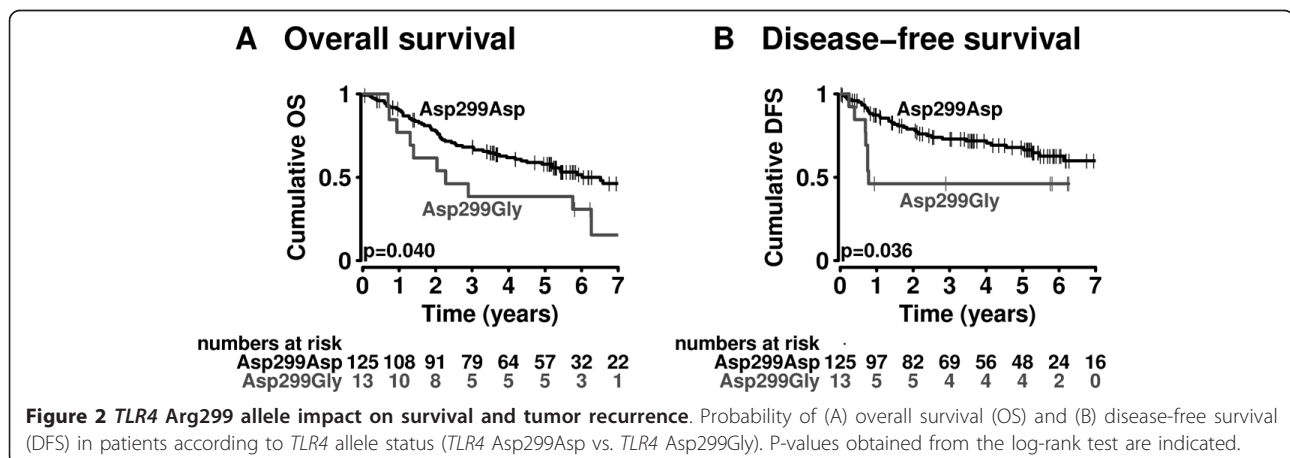 A Overall survival
Cumulative OS
1
0.5
0
Asp299Asp
Asp299Gly
p=0.040
0 1 2 3 4 5 6 7
Time (years)
numbers at risk
Asp299Asp 125 108 91 79 64 57 32 22
Asp299Gly 13 10 8 5 5 5 3 1
B Disease-free survival
Cumulative DFS
1
0.5
0
Asp299Asp
Asp299Gly
p=0.036
0 1 2 3 4 5 6 7
Time (years)
numbers at risk
Asp299Asp 125 97 82 69 56 48 24 16
Asp299Gly 13 5 5 4 4 4 2 0
Figure 2 TLR4 Arg299 allele impact on survival and tumor recurrence. Probability of (A) overall survival (OS) and (B) disease-free survival
(DFS) in patients according to TLR4 allele status (TLR4 Asp299Asp vs. TLR4 Asp299Gly). P-values obtained from the log-rank test are indicated.